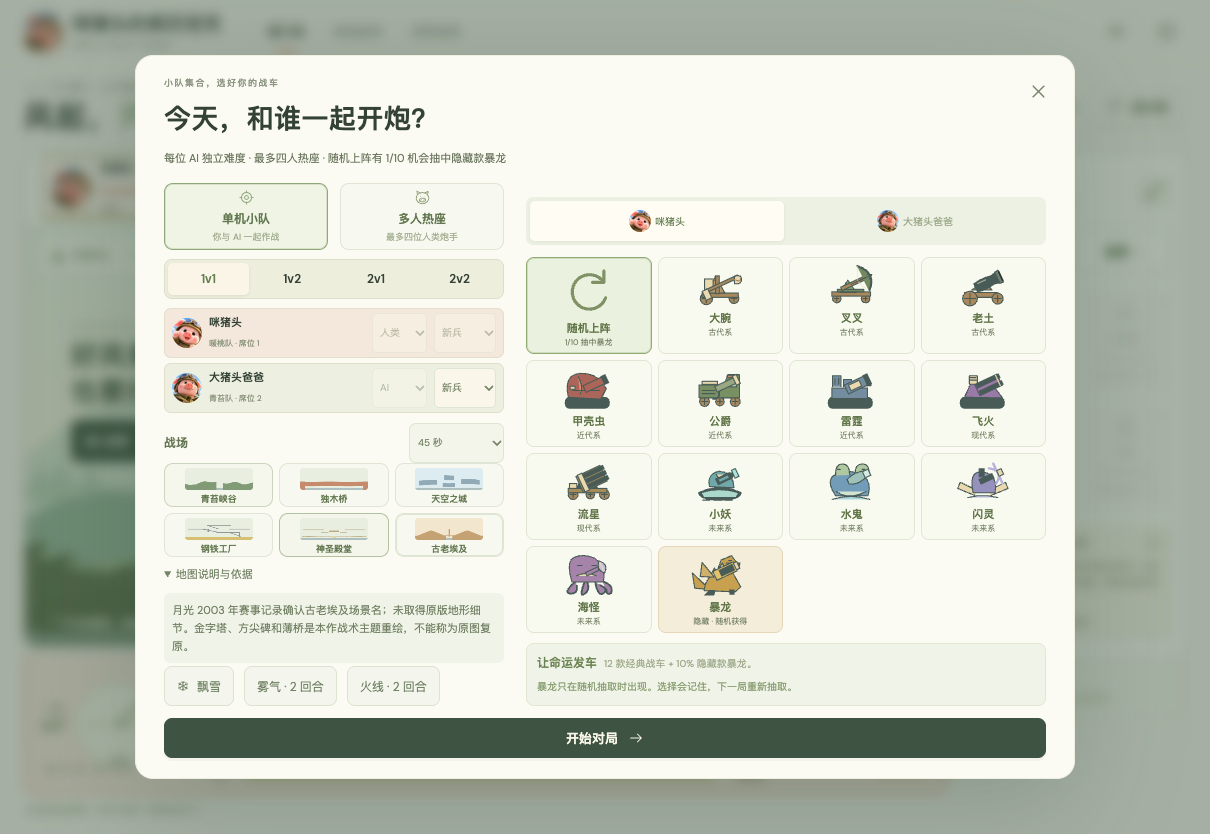 小队集合，选好你的战车
今天，和谁一起开炮?
每位 AI 独立难度 · 最多四人热座 · 随机上阵有 1/10 机会抽中隐藏款暴龙
单机小队
你与 AI 一起作战
多人热座
最多四位人类炮手
1v1
1v2
2v1
2v2
咪猪头
暖桃队 · 席位 1
人类
新兵
大猪头爸爸
青苔队 · 席位 2
AI
新兵
战场
45 秒
青苔峡谷
独木桥
天空之城
钢铁工厂
神圣殿堂
古老埃及
地图说明与依据
月光 2003 年赛事记录确认古老埃及场景名；未取得原版地形细
节。金字塔、方尖碑和薄桥是本作战术主题重绘，不能称为原图复
原。
飘雪
雾气 · 2 回合
火线 · 2 回合
咪猪头
大猪头爸爸
随机上阵
1/10 抽中暴龙
大腕
古代系
叉叉
古代系
老土
古代系
甲壳虫
近代系
公爵
近代系
雷霆
近代系
飞火
现代系
流星
现代系
小妖
未来系
水鬼
未来系
闪灵
未来系
海怪
未来系
暴龙
隐藏 · 随机获得
让命运发车 12 款经典战车 + 10% 隐藏款暴龙。
暴龙只在随机抽取时出现。选择会记住，下一局重新抽取。
开始对局 →